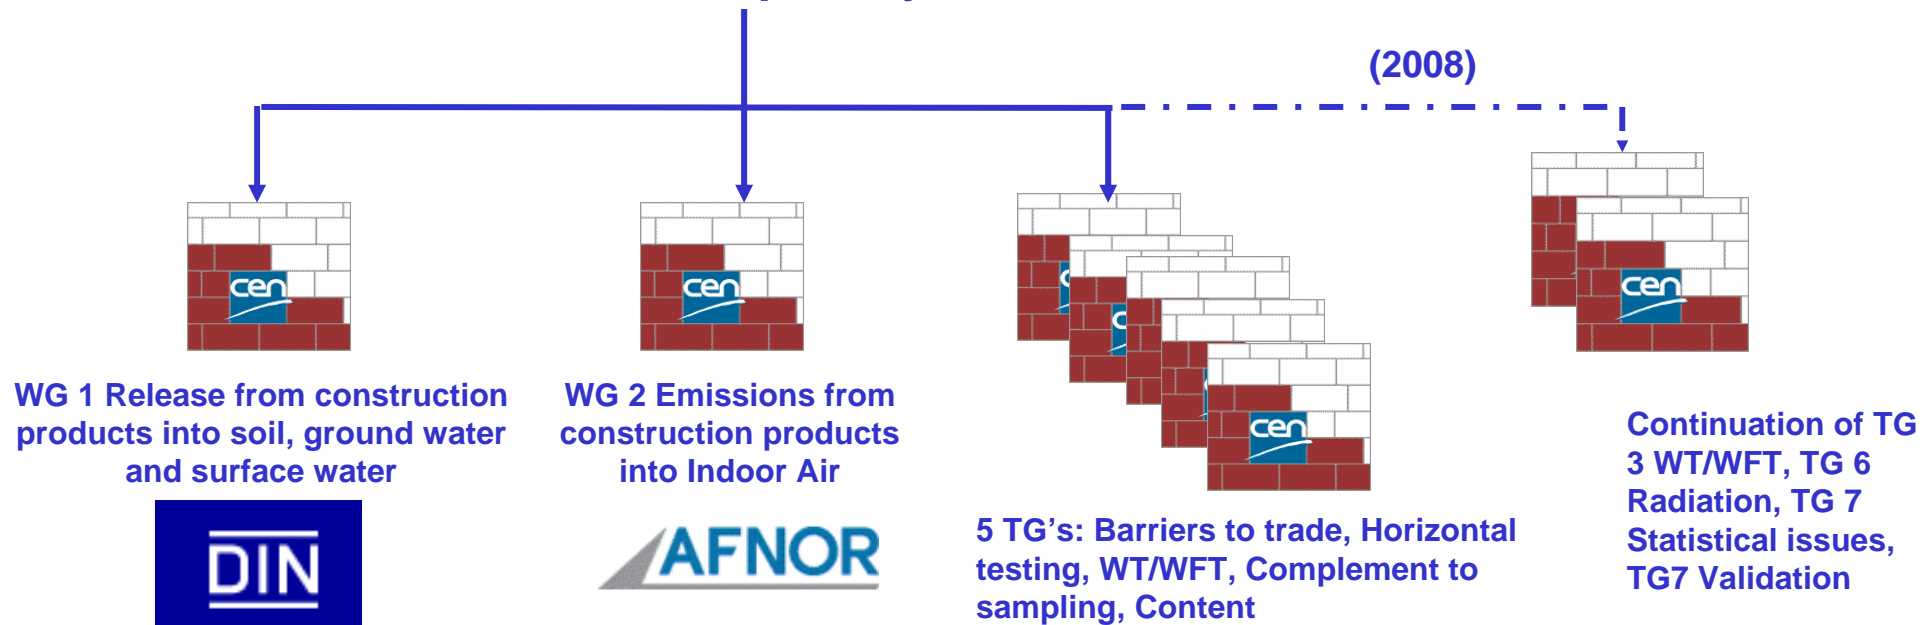 (2008)
cen
cen
cen
cen
WG 1 Release from construction
products into soil, ground water
and surface water
WG 2 Emissions from
construction products
into Indoor Air
5 TG’s: Barriers to trade, Horizontal
testing, WT/WFT, Complement to
sampling, Content
Continuation of TG
3 WT/WFT, TG 6
Radiation, TG 7
Statistical issues,
TG7 Validation
DIN
AFNOR